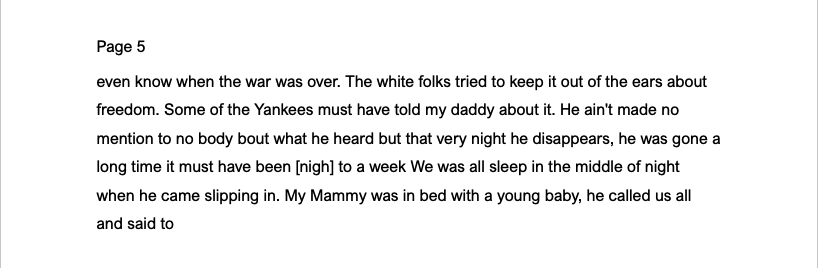 Page 5
even know when the war was over. The white folks tried to keep it out of the ears about
freedom. Some of the Yankees must have told my daddy about it. He ain't made no
mention to no body bout what he heard but that very night he disappears, he was gone a
long time it must have been [nigh] to a week We was all sleep in the middle of night
when he came slipping in. My Mammy was in bed with a young baby, he called us all
and said to